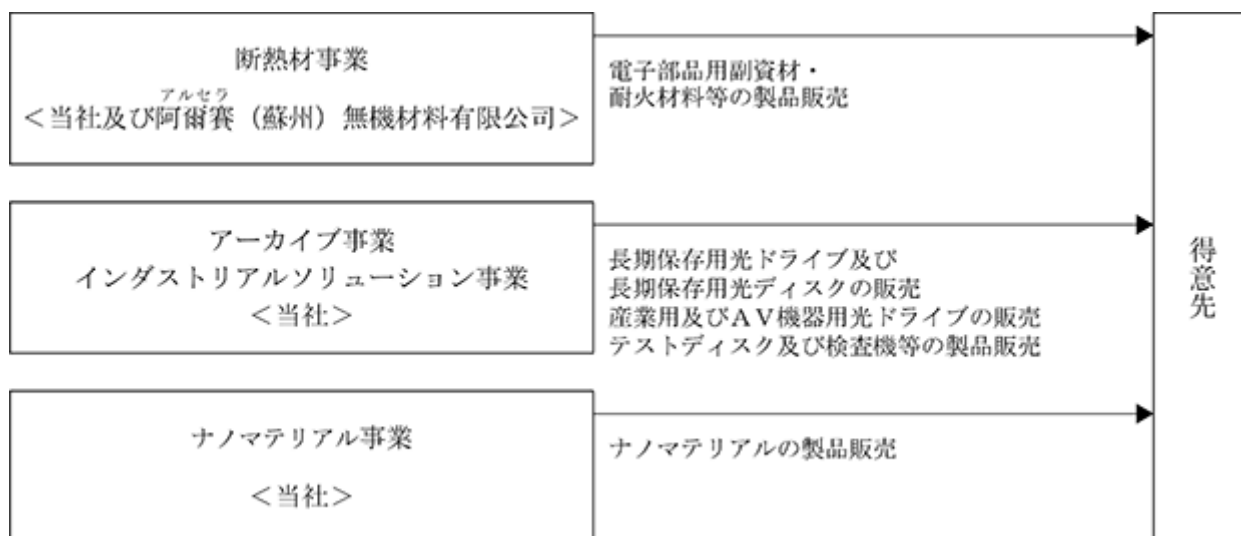 断熱材事業
アルセラ
＜当社及び阿爾賽（蘇州）無機材料有限公司＞
電子部品用副資材・
耐火材料等の製品販売
アーカイブ事業
インダストリアルソリューション事業
＜当社＞
長期保存用光ドライブ及び
長期保存用光ディスクの販売
産業用及びＡＶ機器用光ドライブの販売
テストディスク及び検査機等の製品販売
ナノマテリアル事業
＜当社＞
ナノマテリアルの製品販売
得意先